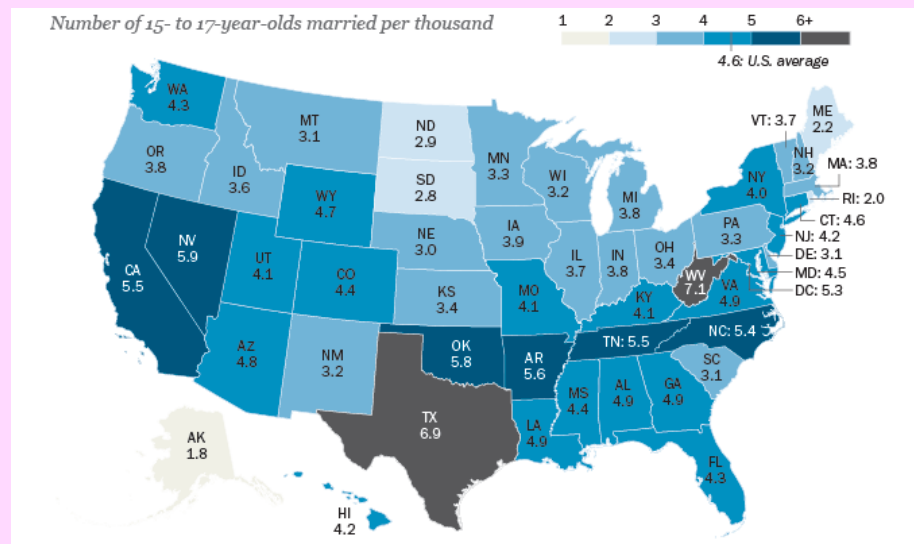 Number of 15- to 17-year-olds married per thousand
1 2 3 4 5 6+
4.6: U.S. average
WA
4.3
OR
3.8
ID
3.6
MT
3.1
ND
2.9
SD
2.8
MN
3.3
WI
3.2
MI
3.8
VT: 3.7
ME
2.2
NH
3.2
MA: 3.8
RI: 2.0
CT: 4.6
NJ: 4.2
DE: 3.1
MD: 4.5
DC: 5.3
NY
4.0
PA
3.3
WY
4.7
NE
3.0
IA
3.9
IL
3.7
IN
3.8
OH
3.4
WV
7.1
VA
4.9
CA
5.5
NV
5.9
UT
4.1
CO
4.4
KS
3.4
MO
4.1
KY
4.1
TN: 5.5
NC: 5.4
SC
3.1
AZ
4.8
NM
3.2
OK
5.8
AR
5.6
MS
4.4
AL
4.9
GA
4.9
TX
6.9
LA
4.9
FL
4.3
AK
1.8
HI
4.2